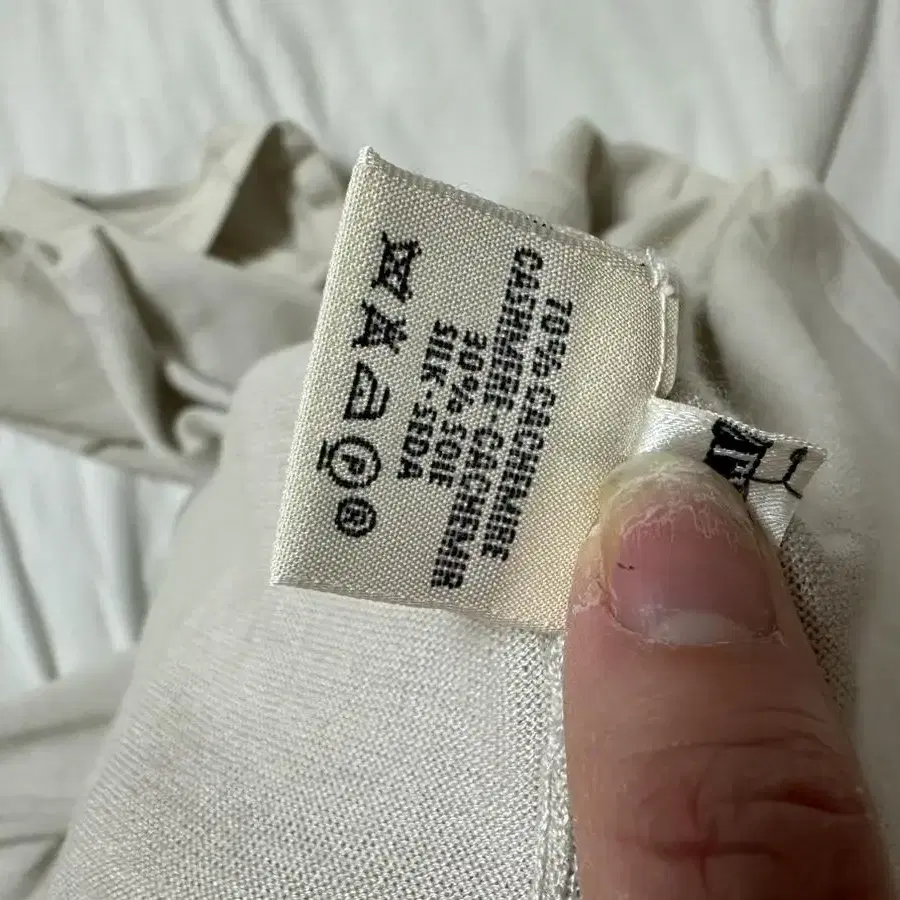 70% CACHEMIRE
CASHMERE-CACHEMIR
30% SOIE
SILK-SEDA
P
®